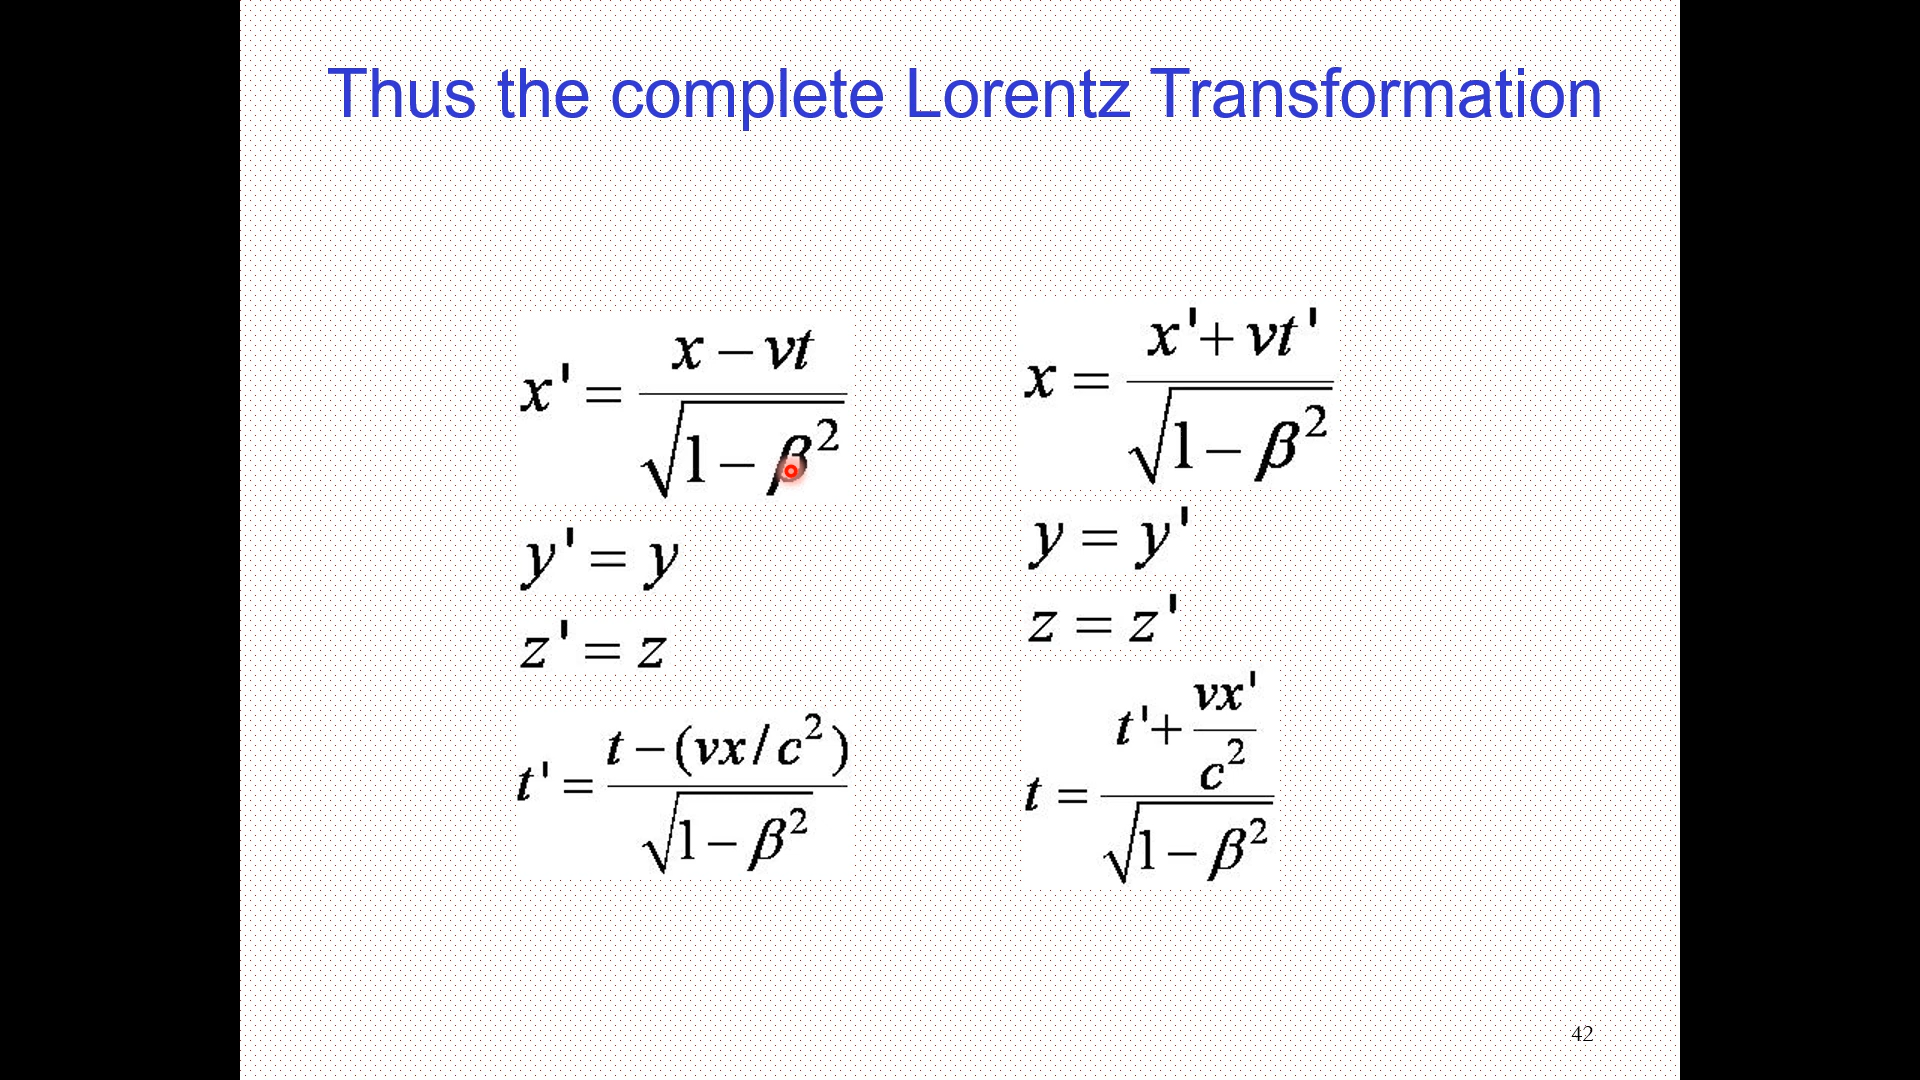 Thus the complete Lorentz Transformation
x' = (x − vt) / √(1 − β²)
y' = y
z' = z
t' = (t − (vx/c²)) / √(1 − β²)
x = (x' + vt') / √(1 − β²)
y = y'
z = z'
t = (t' + vx'/c²) / √(1 − β²)
42